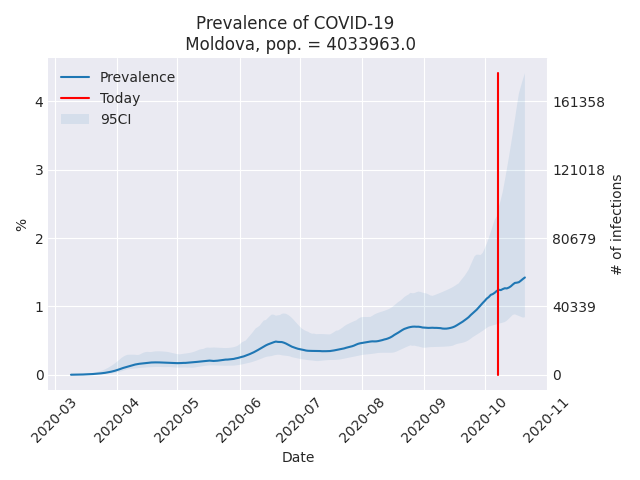 Prevalence of COVID-19
Moldova, pop. = 4033963.0
Prevalence
Today
95CI
4
3
2
1
0
%
161358
121018
80679
40339
0
# of infections
2020-03
2020-04
2020-05
2020-06
2020-07
2020-08
2020-09
2020-10
2020-11
Date